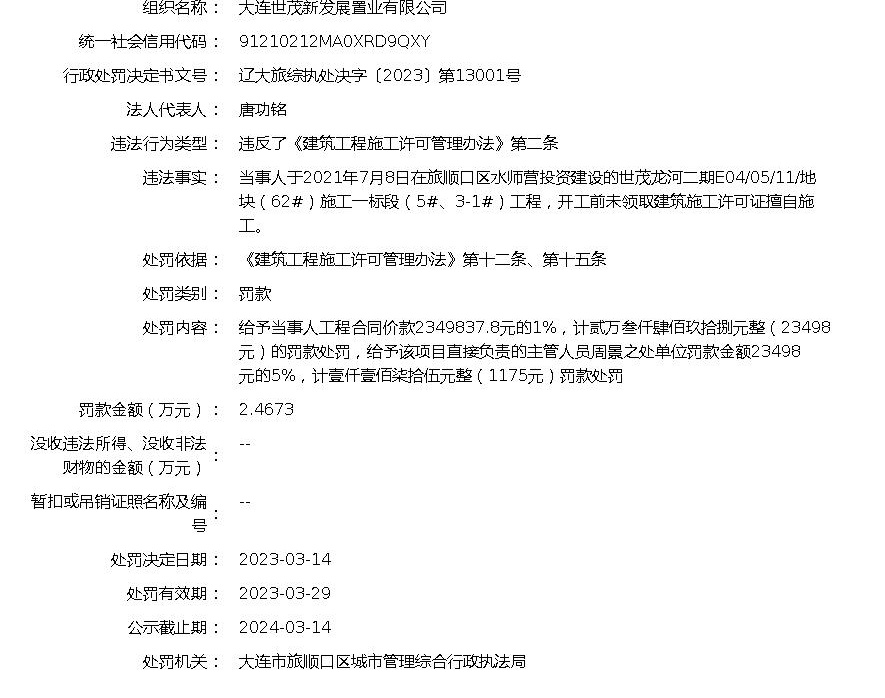 组织名称： 大连世茂新发展置业有限公司
统一社会信用代码： 91210212MA0XRD9QXY
行政处罚决定书文号： 辽大旅综执处决字〔2023〕第13001号
法人代表人： 唐功铭
违法行为类型： 违反了《建筑工程施工许可管理办法》第二条
违法事实： 当事人于2021年7月8日在旅顺口区水师营投资建设的世茂龙河二期E04/05/11/地
块（62#）施工一标段（5#、3-1#）工程，开工前未领取建筑施工许可证擅自施
工。
处罚依据： 《建筑工程施工许可管理办法》第十二条、第十五条
处罚类别： 罚款
处罚内容： 给予当事人工程合同价款2349837.8元的1%，计贰万叁仟肆佰玖拾捌元整（23498
元）的罚款处罚，给予该项目直接负责的主管人员周景之处单位罚款金额23498
元的5%，计壹仟壹佰柒拾伍元整（1175元）罚款处罚
罚款金额（万元）： 2.4673
没收违法所得、没收非法
财物的金额（万元）： --
暂扣或吊销证照名称及编
号： --
处罚决定日期： 2023-03-14
处罚有效期： 2023-03-29
公示截止期： 2024-03-14
处罚机关： 大连市旅顺口区城市管理综合行政执法局